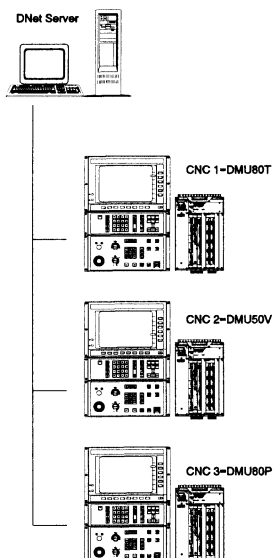 DNet Server
CNC 1=DMU80T
CNC 2=DMU50V
CNC 3=DMU80P